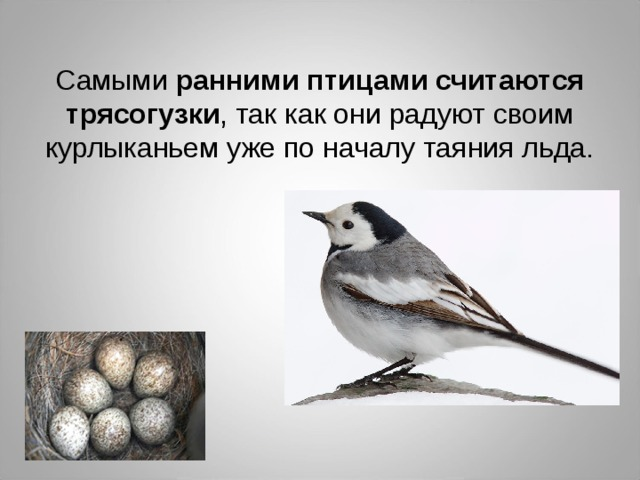 Самыми ранними птицами считаются
трясогузки, так как они радуют своим
курлыканьем уже по началу таяния льда.